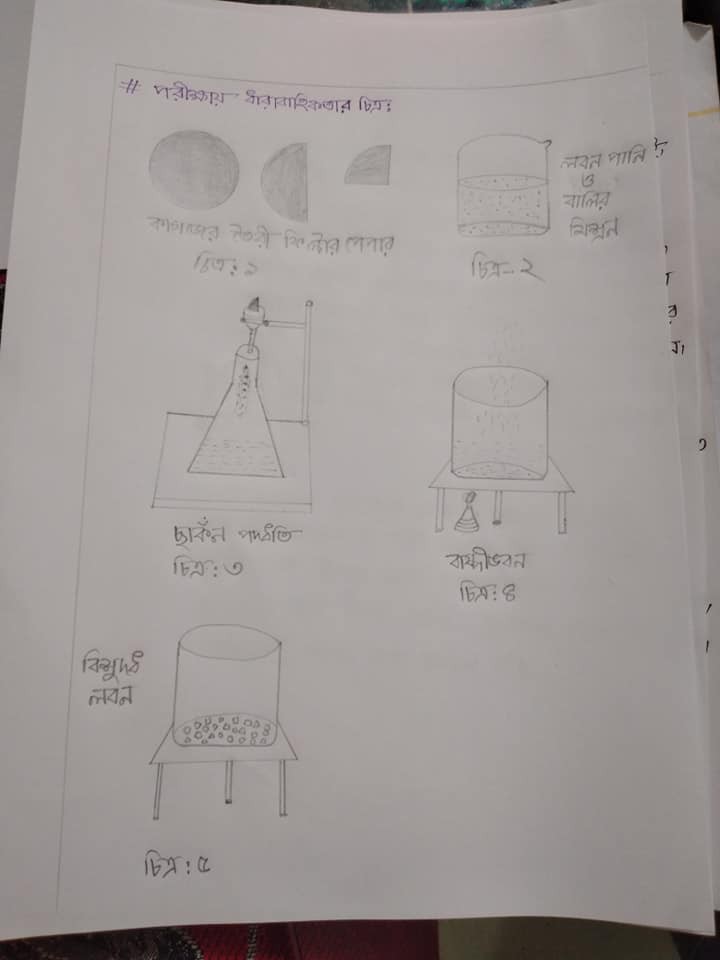 # পরীক্ষায় ধারাবাহিকতার চিত্র:
লবন পানি
ও
বালির
মিশ্রন
কাগজের তৈরী ফিল্টার পেপার
চিত্র: ১
চিত্র- ২
ছাকঁন পদ্ধতি
চিত্র: ৩
বাষ্পীভবন
চিত্র: ৪
বিশুদ্ধ
লবন
চিত্র: ৫